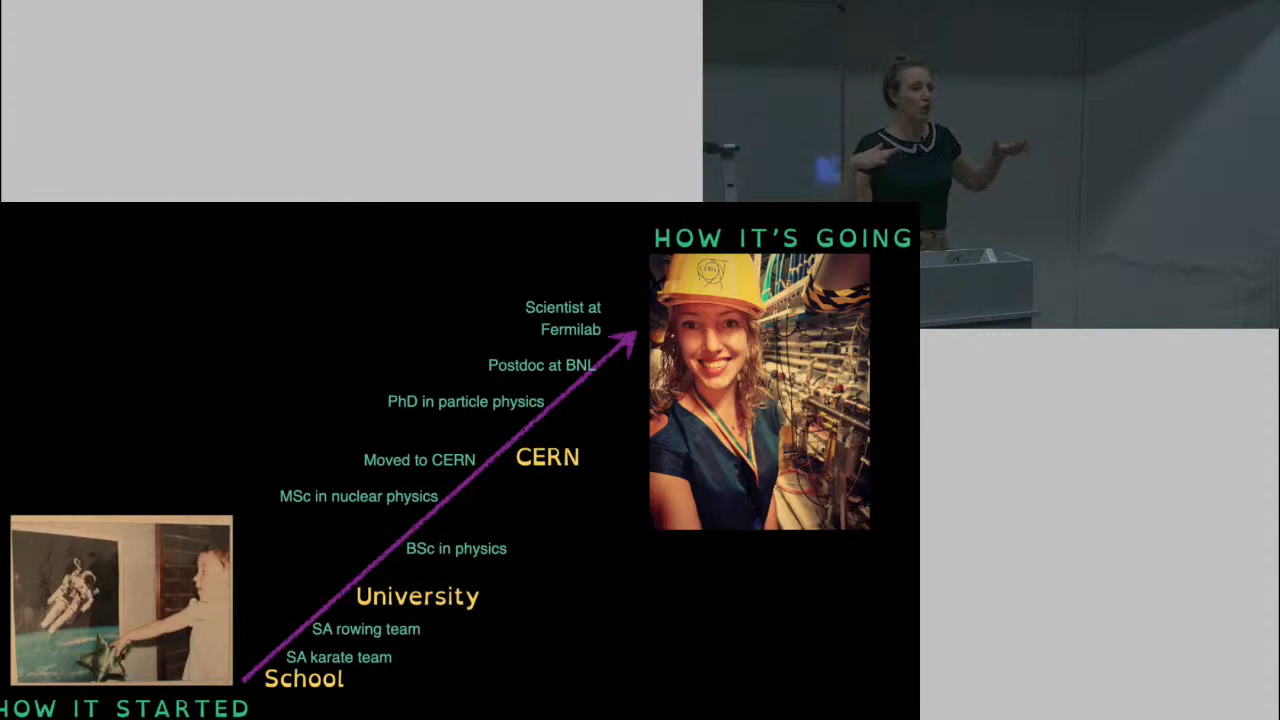 HOW IT'S GOING
CERN
Scientist at
Fermilab
Postdoc at BNL
PhD in particle physics
Moved to CERN
CERN
MSc in nuclear physics
BSc in physics
University
SA rowing team
SA karate team
School
HOW IT STARTED